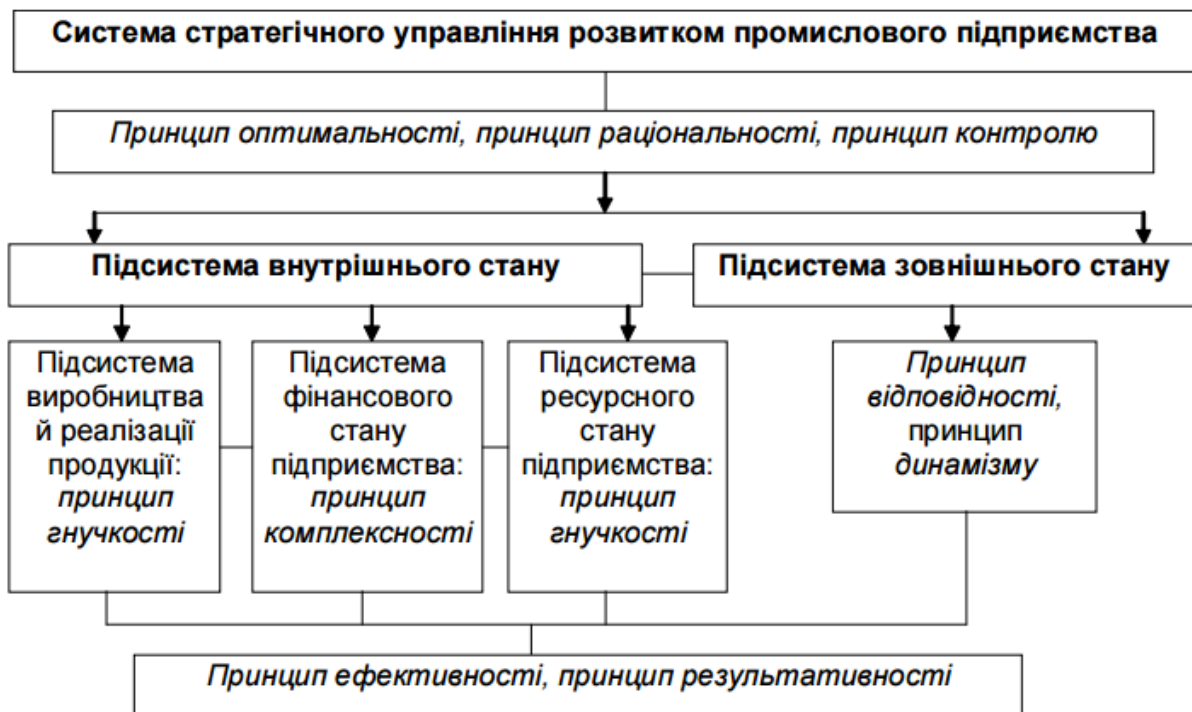 Система стратегічного управління розвитком промислового підприємства
Принцип оптимальності, принцип раціональності, принцип контролю
Підсистема внутрішнього стану
Підсистема зовнішнього стану
Підсистема
виробництва
й реалізації
продукції:
принцип
гнучкості
Підсистема
фінансового
стану
підприємства:
принцип
комплексності
Підсистема
ресурсного
стану
підприємства:
принцип
гнучкості
Принцип
відповідності,
принцип
динамізму
Принцип ефективності, принцип результативності